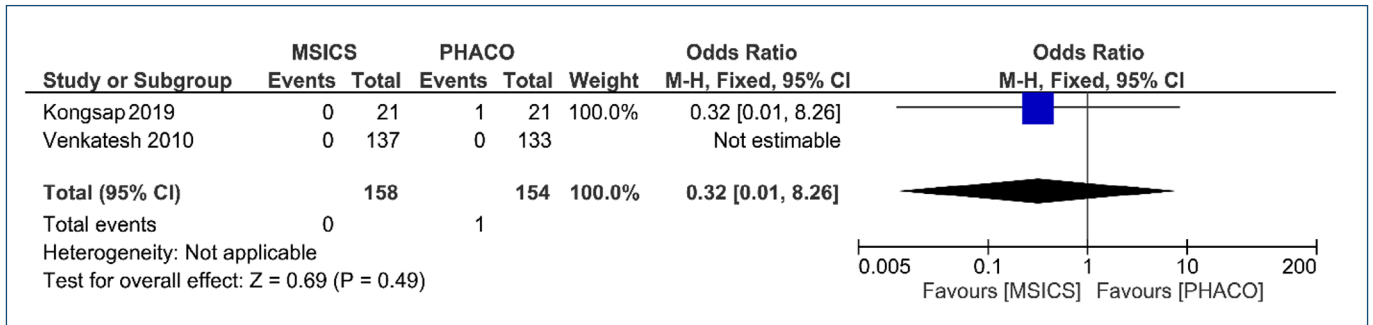 MSICS PHACO Odds Ratio Odds Ratio
Study or Subgroup Events Total Events Total Weight M-H, Fixed, 95% CI M-H, Fixed, 95% CI
Kongsap 2019 0 21 1 21 100.0% 0.32 [0.01, 8.26]
Venkatesh 2010 0 137 0 133 Not estimable
Total (95% CI) 158 154 100.0% 0.32 [0.01, 8.26]
Total events 0 1
Heterogeneity: Not applicable
Test for overall effect: Z = 0.69 (P = 0.49)
0.005 0.1 1 10 200
Favours [MSICS] Favours [PHACO]